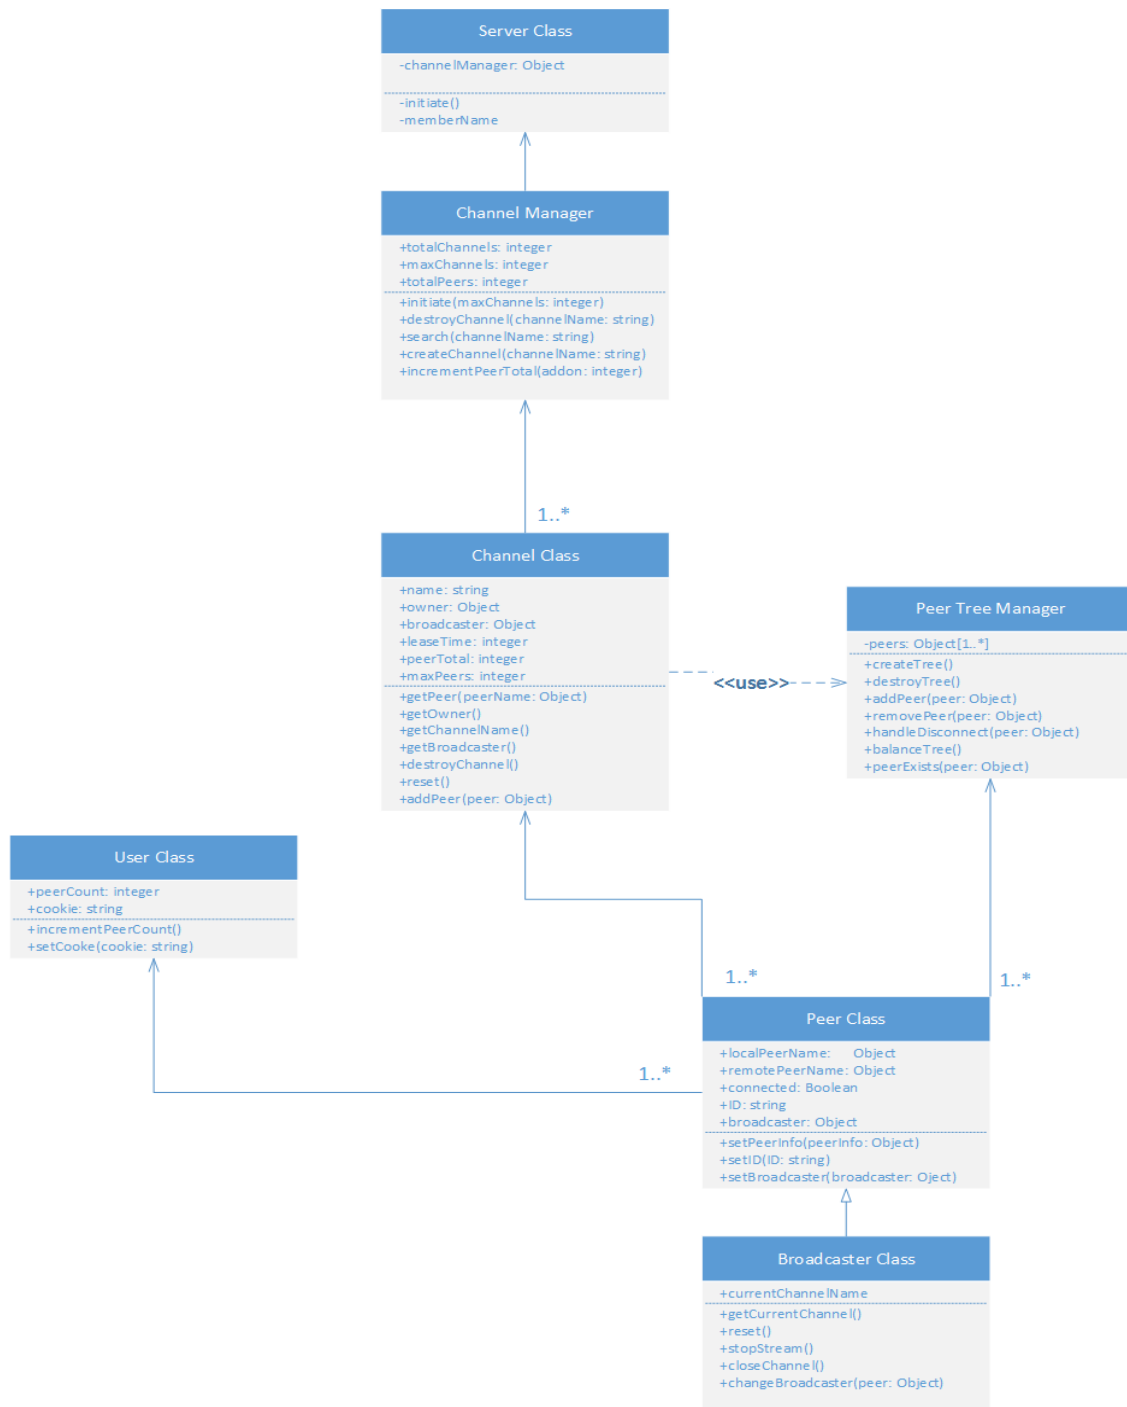 Server Class
-channelManager: Object
-initiate()
-memberName
Channel Manager
+totalChannels: integer
+maxChannels: integer
+totalPeers: integer
+initiate(maxChannels: integer)
+destroyChannel(channelName: string)
+search(channelName: string)
+createChannel(channelName: string)
+incrementPeerTotal(addon: integer)
1..*
Channel Class
+name: string
+owner: Object
+broadcaster: Object
+leaseTime: integer
+peerTotal: integer
+maxPeers: integer
+getPeer(peerName: Object)
+getOwner()
+getChannelName()
+getBroadcaster()
+destroyChannel()
+reset()
+addPeer(peer: Object)
<<use>>
Peer Tree Manager
-peers: Object[1..*]
+createTree()
+destroyTree()
+addPeer(peer: Object)
+removePeer(peer: Object)
+handleDisconnect(peer: Object)
+balanceTree()
+peerExists(peer: Object)
User Class
+peerCount: integer
+cookie: string
+incrementPeerCount()
+setCooke(cookie: string)
1..*
1..*
1..*
Peer Class
+localPeerName: Object
+remotePeerName: Object
+connected: Boolean
+ID: string
+broadcaster: Object
+setPeerInfo(peerInfo: Object)
+setID(ID: string)
+setBroadcaster(broadcaster: Oject)
Broadcaster Class
+currentChannelName
+getCurrentChannel()
+reset()
+stopStream()
+closeChannel()
+changeBroadcaster(peer: Object)